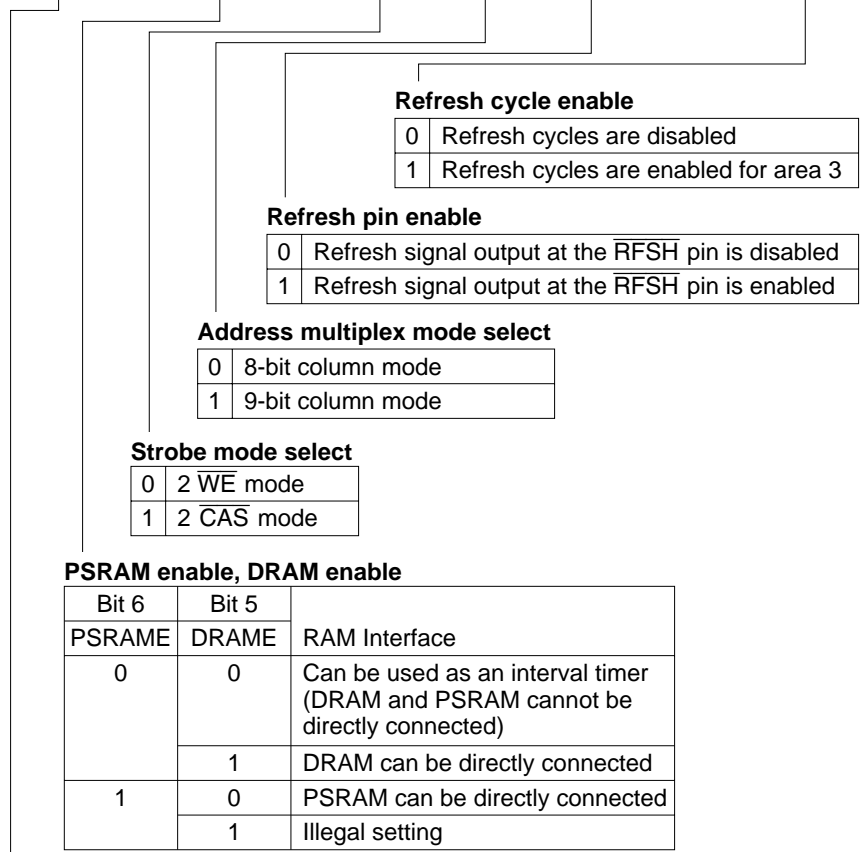 Refresh cycle enable
0 Refresh cycles are disabled
1 Refresh cycles are enabled for area 3
Refresh pin enable
0 Refresh signal output at the R̅F̅S̅H̅ pin is disabled
1 Refresh signal output at the R̅F̅S̅H̅ pin is enabled
Address multiplex mode select
0 8-bit column mode
1 9-bit column mode
Strobe mode select
0 2 W̅E̅ mode
1 2 C̅A̅S̅ mode
PSRAM enable, DRAM enable
Bit 6 Bit 5
PSRAME DRAME RAM Interface
0 0 Can be used as an interval timer
(DRAM and PSRAM cannot be
directly connected)
1 DRAM can be directly connected
1 0 PSRAM can be directly connected
1 Illegal setting